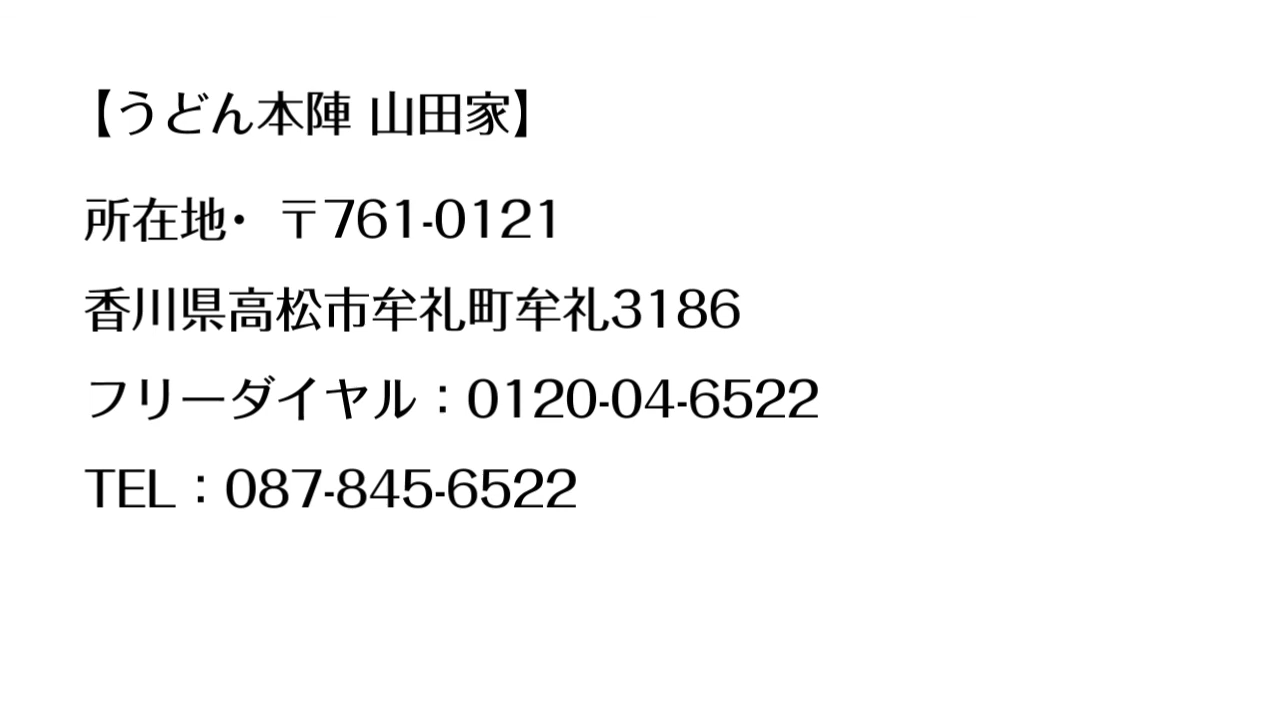 【うどん本陣 山田家】
所在地・ 〒761-0121
香川県高松市牟礼町牟礼3186
フリーダイヤル：0120-04-6522
TEL：087-845-6522